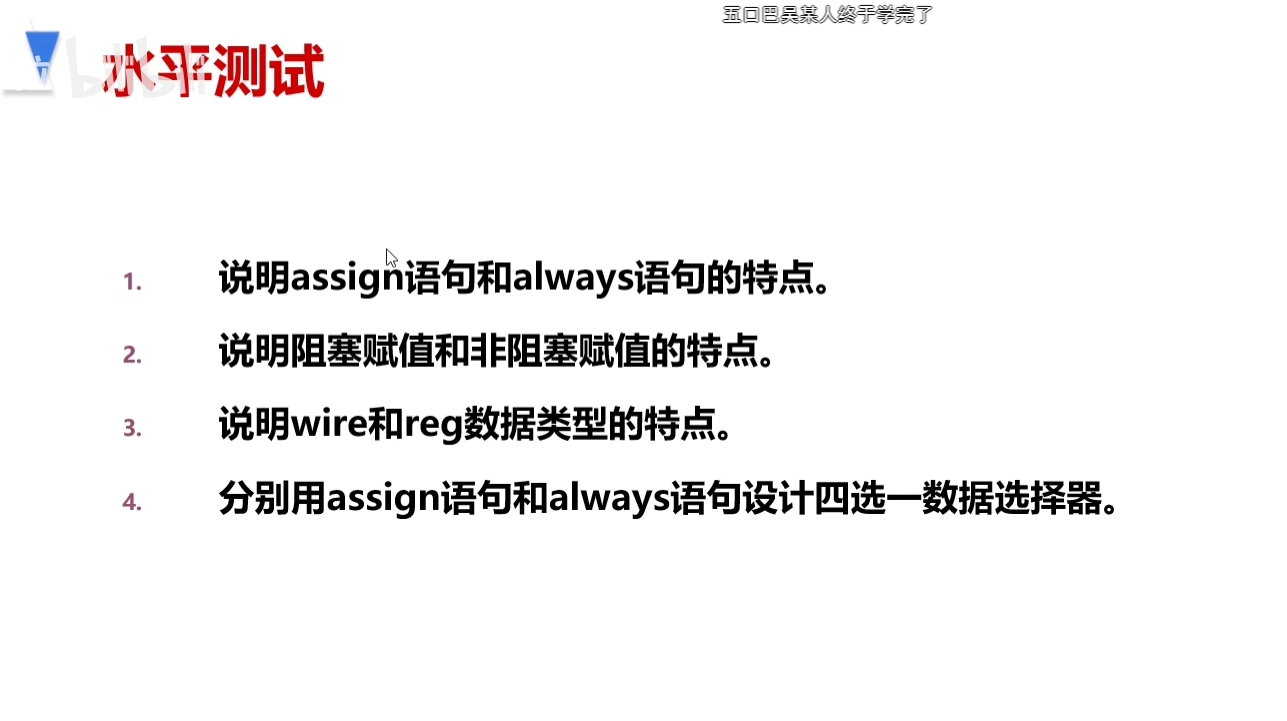 五口巴吴某人终于学完了
水平测试
1. 说明assign语句和always语句的特点。
2. 说明阻塞赋值和非阻塞赋值的特点。
3. 说明wire和reg数据类型的特点。
4. 分别用assign语句和always语句设计四选一数据选择器。